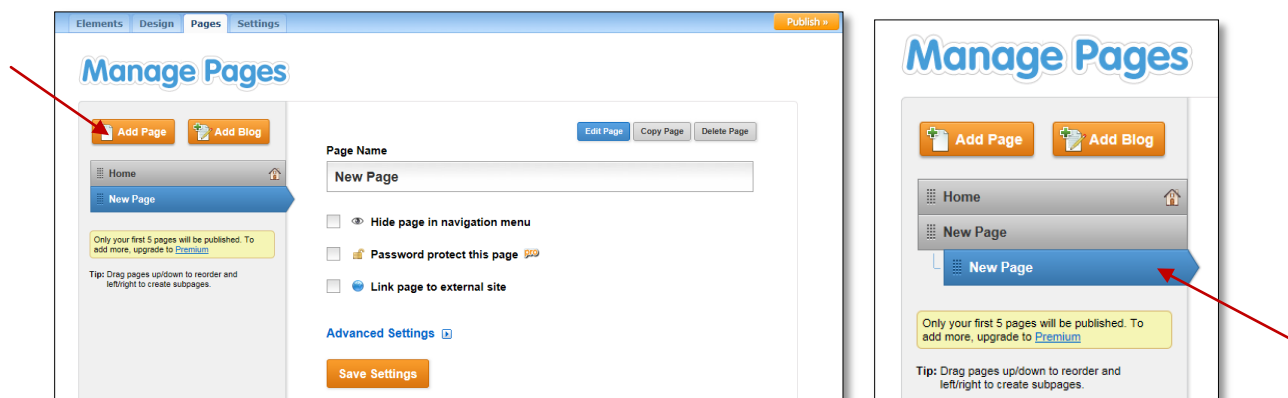 Elements Design Pages Settings
Publish »
Manage Pages
Add Page Add Blog
Home
New Page
Only your first 5 pages will be published. To
add more, upgrade to Premium
Tip: Drag pages up/down to reorder and
left/right to create subpages.
Edit Page Copy Page Delete Page
Page Name
New Page
Hide page in navigation menu
Password protect this page pro
Link page to external site
Advanced Settings
Save Settings
Manage Pages
Add Page Add Blog
Home
New Page
New Page
Only your first 5 pages will be published. To
add more, upgrade to Premium
Tip: Drag pages up/down to reorder and
left/right to create subpages.